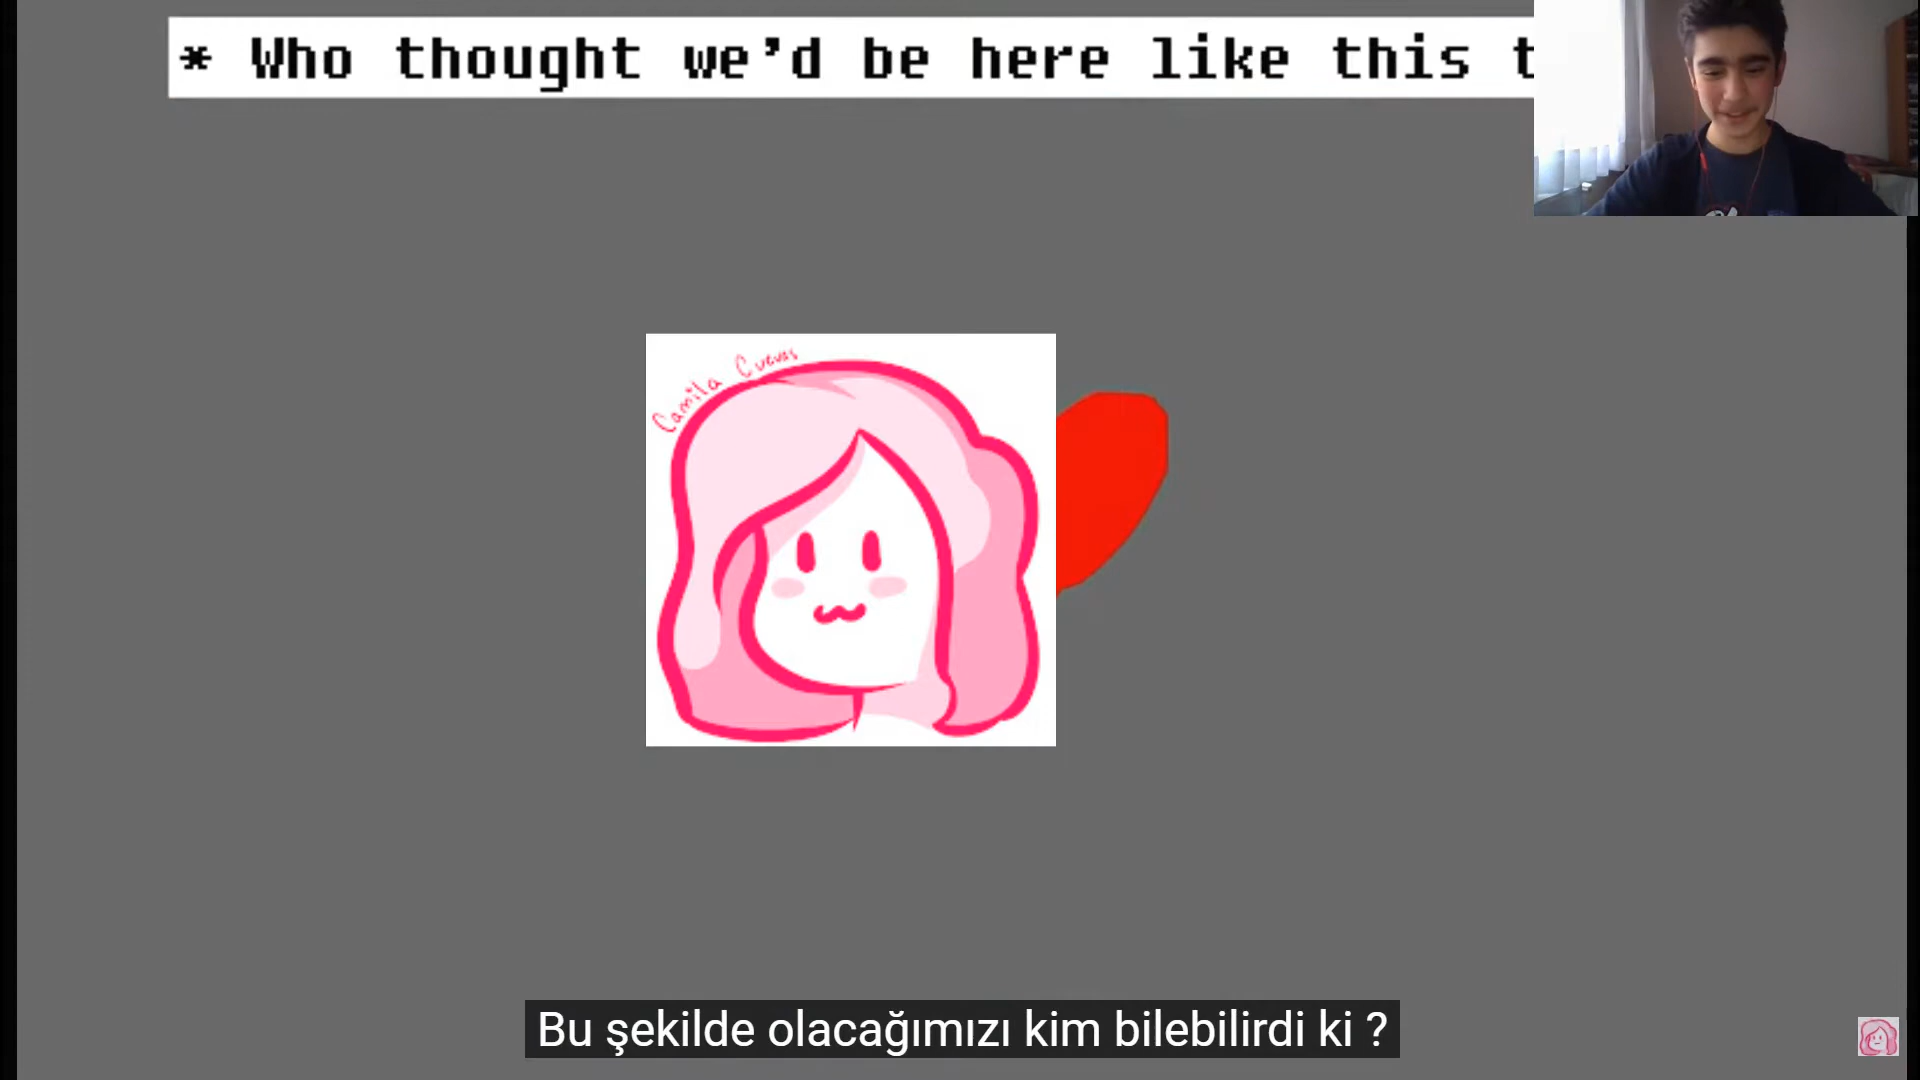 * Who thought we’d be here like this t
Camila Cuevas
Bu şekilde olacağımızı kim bilebilirdi ki ?